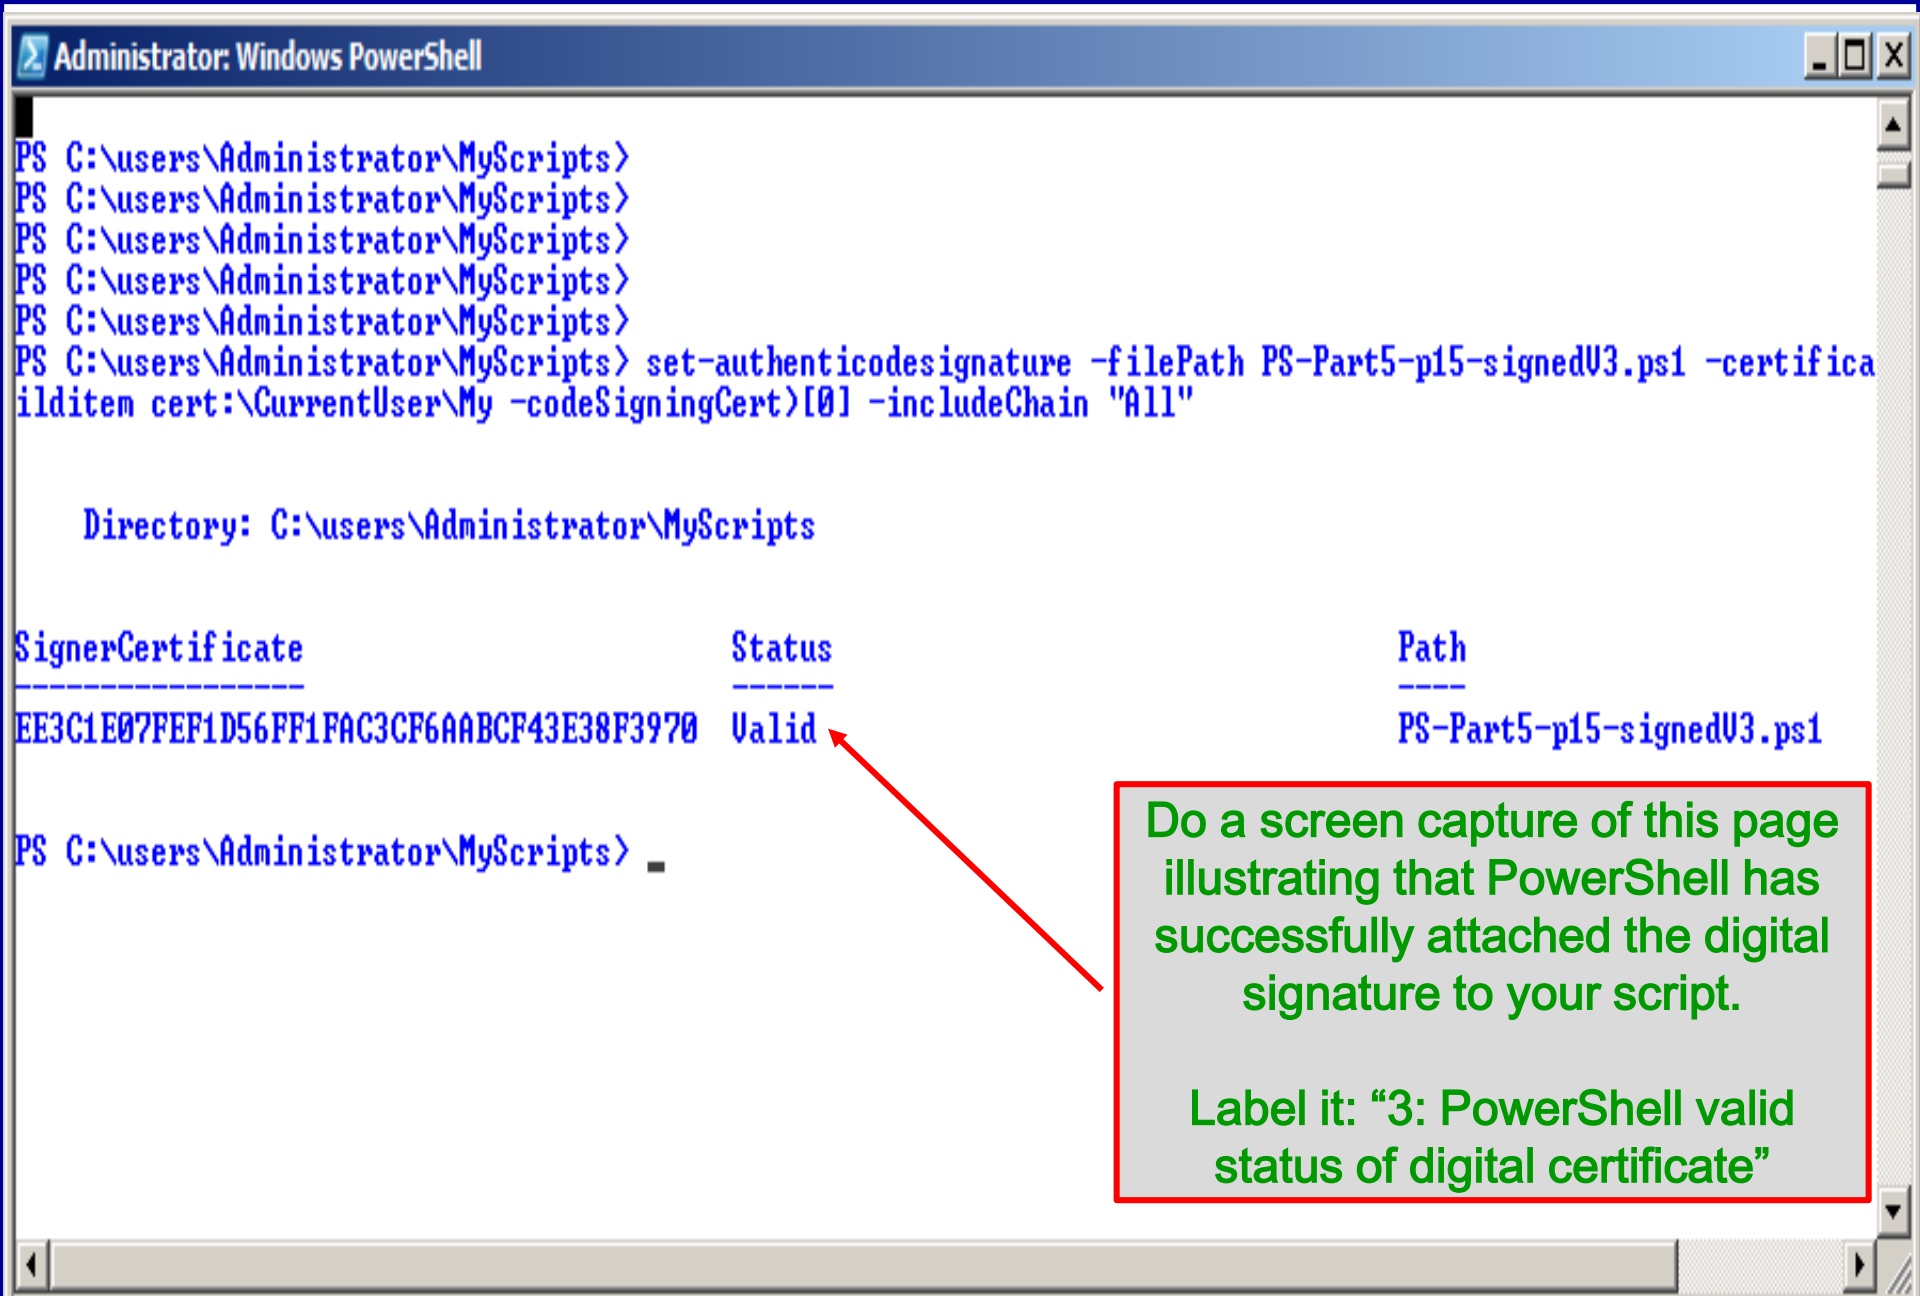 Administrator: Windows PowerShell
PS C:\users\Administrator\MyScripts>
PS C:\users\Administrator\MyScripts>
PS C:\users\Administrator\MyScripts>
PS C:\users\Administrator\MyScripts>
PS C:\users\Administrator\MyScripts>
PS C:\users\Administrator\MyScripts> set-authenticodesignature -filePath PS-Part5-p15-signedV3.ps1 -certifica
ilditem cert:\CurrentUser\My -codeSigningCert)[0] -includeChain "All"
Directory: C:\users\Administrator\MyScripts
SignerCertificate Status Path
----------------- ------ ----
EE3C1E07FEF1D56FF1FAC3CF6AABCF43E38F3970 Valid PS-Part5-p15-signedV3.ps1
PS C:\users\Administrator\MyScripts> _
Do a screen capture of this page
illustrating that PowerShell has
successfully attached the digital
signature to your script.
Label it: “3: PowerShell valid
status of digital certificate”